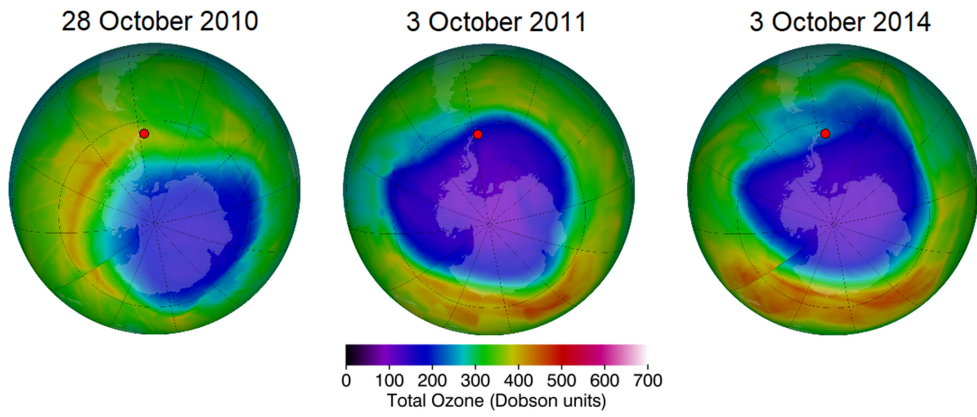 28 October 2010
3 October 2011
3 October 2014
0 100 200 300 400 500 600 700
Total Ozone (Dobson units)